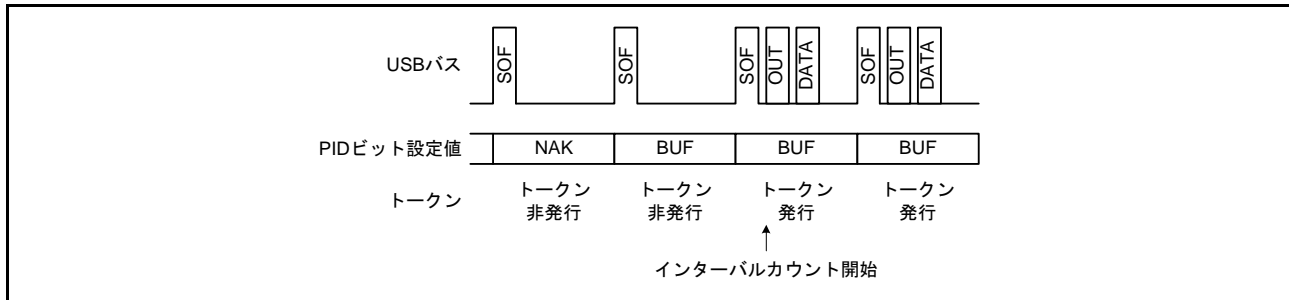 USBバス
SOF
SOF
SOF
OUT
DATA
SOF
OUT
DATA
PIDビット設定値
NAK
BUF
BUF
BUF
トークン
トークン
非発行
トークン
非発行
トークン
発行
トークン
発行
インターバルカウント開始